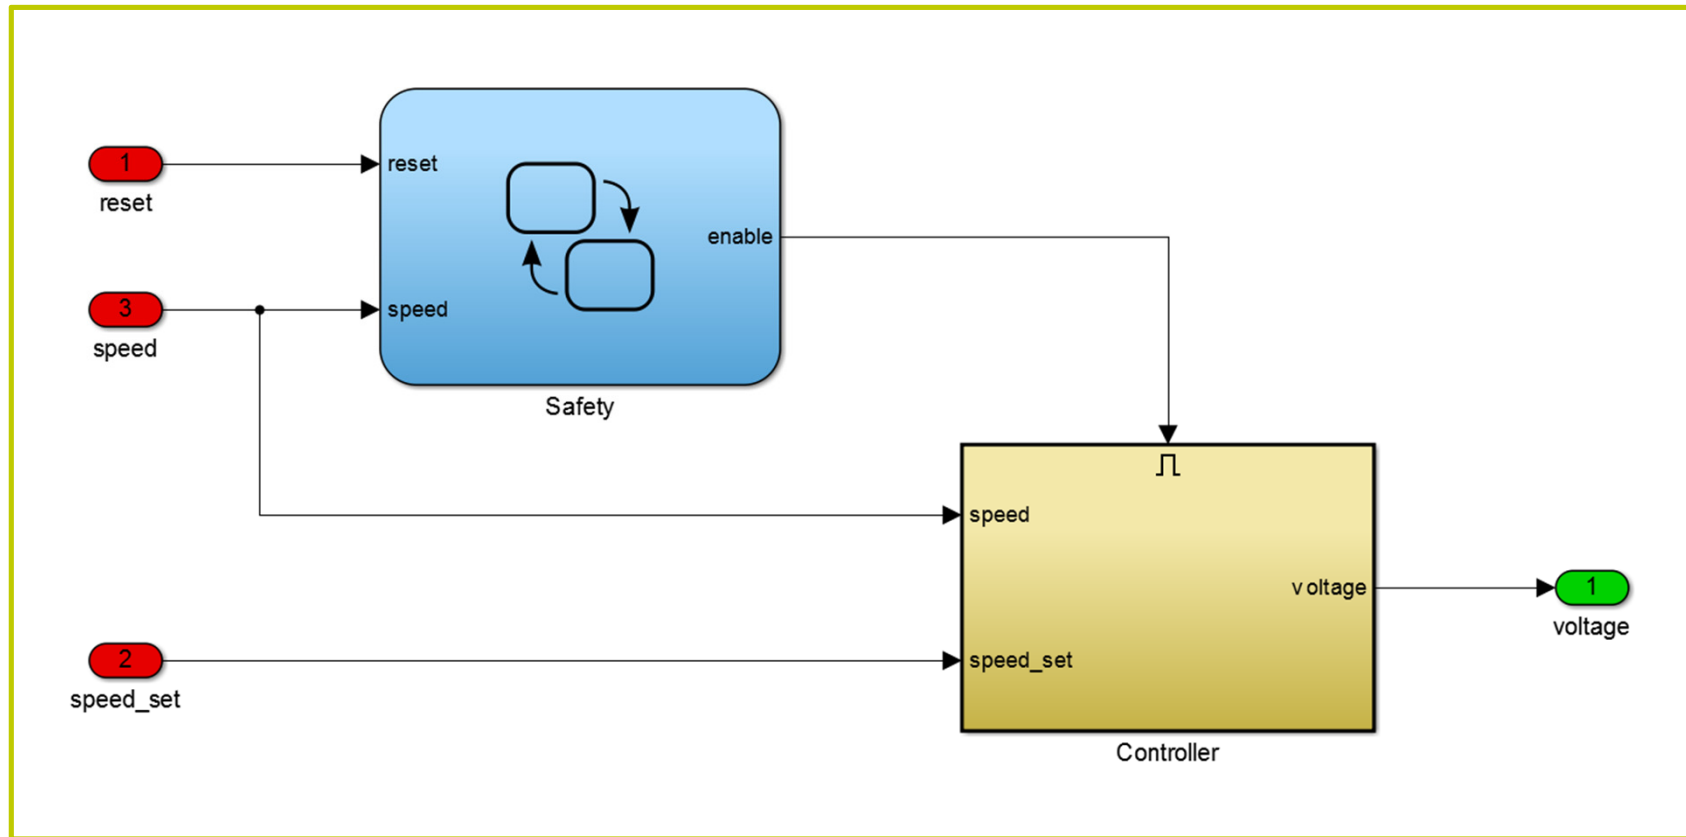 1
reset
reset
enable
3
speed
speed
Safety
speed
voltage
1
voltage
2
speed_set
speed_set
Controller